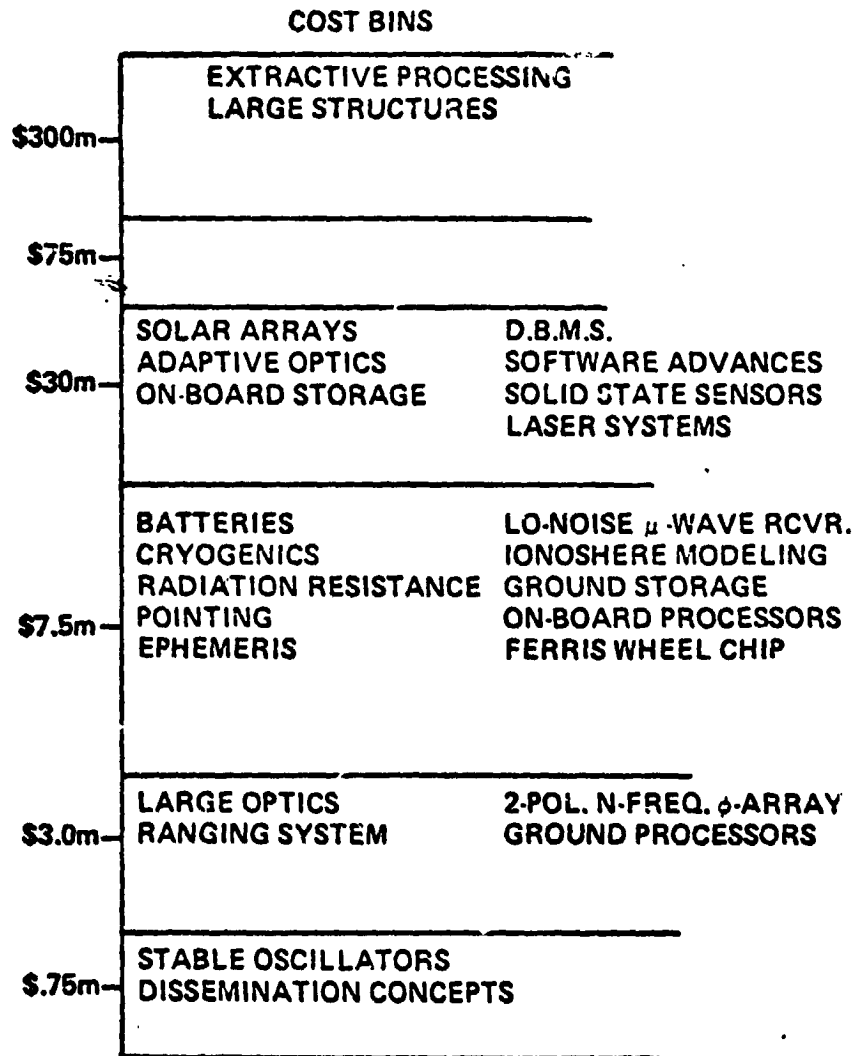 COST BINS
EXTRACTIVE PROCESSING
LARGE STRUCTURES
$300m
$75m
SOLAR ARRAYS D.B.M.S.
ADAPTIVE OPTICS SOFTWARE ADVANCES
$30m ON-BOARD STORAGE SOLID STATE SENSORS
LASER SYSTEMS
BATTERIES LO-NOISE μ-WAVE RCVR.
CRYOGENICS IONOSHERE MODELING
RADIATION RESISTANCE GROUND STORAGE
$7.5m POINTING ON-BOARD PROCESSORS
EPHEMERIS FERRIS WHEEL CHIP
LARGE OPTICS 2-POL. N-FREQ. φ-ARRAY
$3.0m RANGING SYSTEM GROUND PROCESSORS
STABLE OSCILLATORS
$.75m DISSEMINATION CONCEPTS